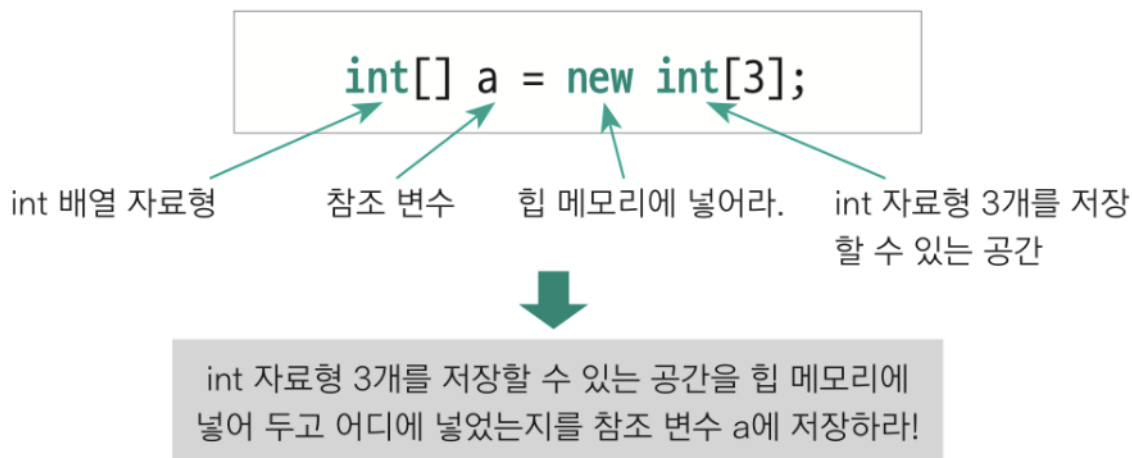 int[] a = new int[3];
int 배열 자료형
참조 변수
힙 메모리에 넣어라.
int 자료형 3개를 저장
할 수 있는 공간
int 자료형 3개를 저장할 수 있는 공간을 힙 메모리에
넣어 두고 어디에 넣었는지를 참조 변수 a에 저장하라!